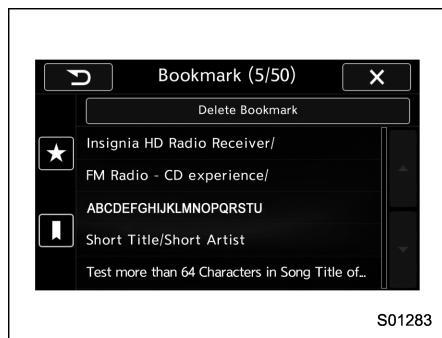 Bookmark (5/50)
Delete Bookmark
Insignia HD Radio Receiver/
FM Radio - CD experience/
ABCDEFGHIJKLMNOPQRSTU
Short Title/Short Artist
Test more than 64 Characters in Song Title of...
S01283